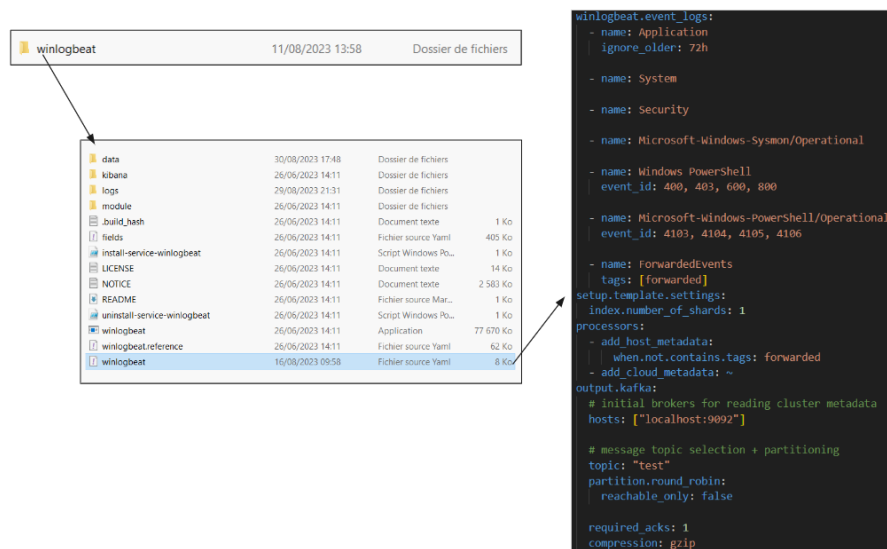 winlogbeat 11/08/2023 13:58 Dossier de fichiers
data 30/08/2023 17:48 Dossier de fichiers
kibana 26/06/2023 14:11 Dossier de fichiers
logs 29/08/2023 21:31 Dossier de fichiers
module 26/06/2023 14:11 Dossier de fichiers
.build_hash 26/06/2023 14:11 Document texte 1 Ko
fields 26/06/2023 14:11 Fichier source Yaml 405 Ko
install-service-winlogbeat 26/06/2023 14:11 Script Windows Po... 1 Ko
LICENSE 26/06/2023 14:11 Document texte 14 Ko
NOTICE 26/06/2023 14:11 Document texte 2 583 Ko
README 26/06/2023 14:11 Fichier source Mar... 1 Ko
uninstall-service-winlogbeat 26/06/2023 14:11 Script Windows Po... 1 Ko
winlogbeat 26/06/2023 14:11 Application 77 670 Ko
winlogbeat.reference 26/06/2023 14:11 Fichier source Yaml 62 Ko
winlogbeat 16/08/2023 09:58 Fichier source Yaml 8 Ko
winlogbeat.event_logs:
- name: Application
ignore_older: 72h
- name: System
- name: Security
- name: Microsoft-Windows-Sysmon/Operational
- name: Windows PowerShell
event_id: 400, 403, 600, 800
- name: Microsoft-Windows-PowerShell/Operational
event_id: 4103, 4104, 4105, 4106
- name: ForwardedEvents
tags: [forwarded]
setup.template.settings:
index.number_of_shards: 1
processors:
- add_host_metadata:
when.not.contains.tags: forwarded
- add_cloud_metadata: ~
output.kafka:
# initial brokers for reading cluster metadata
hosts: ["localhost:9092"]
# message topic selection + partitioning
topic: "test"
partition.round_robin:
reachable_only: false
required_acks: 1
compression: gzip